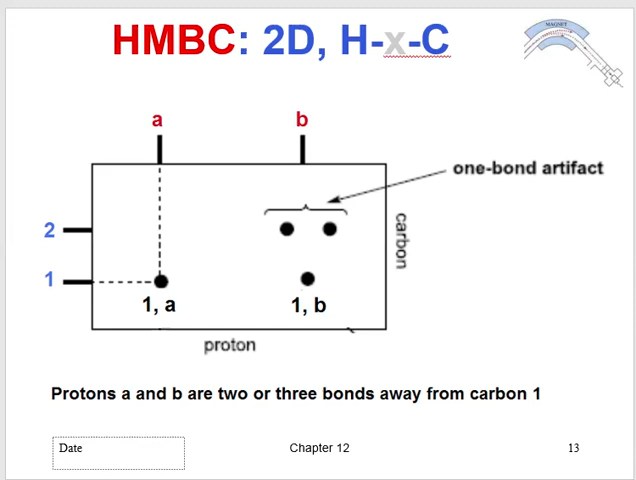 HMBC: 2D, H-x-C
MAGNET
a
b
one-bond artifact
2
carbon
1
1, a
1, b
proton
Protons a and b are two or three bonds away from carbon 1
Date
Chapter 12
13